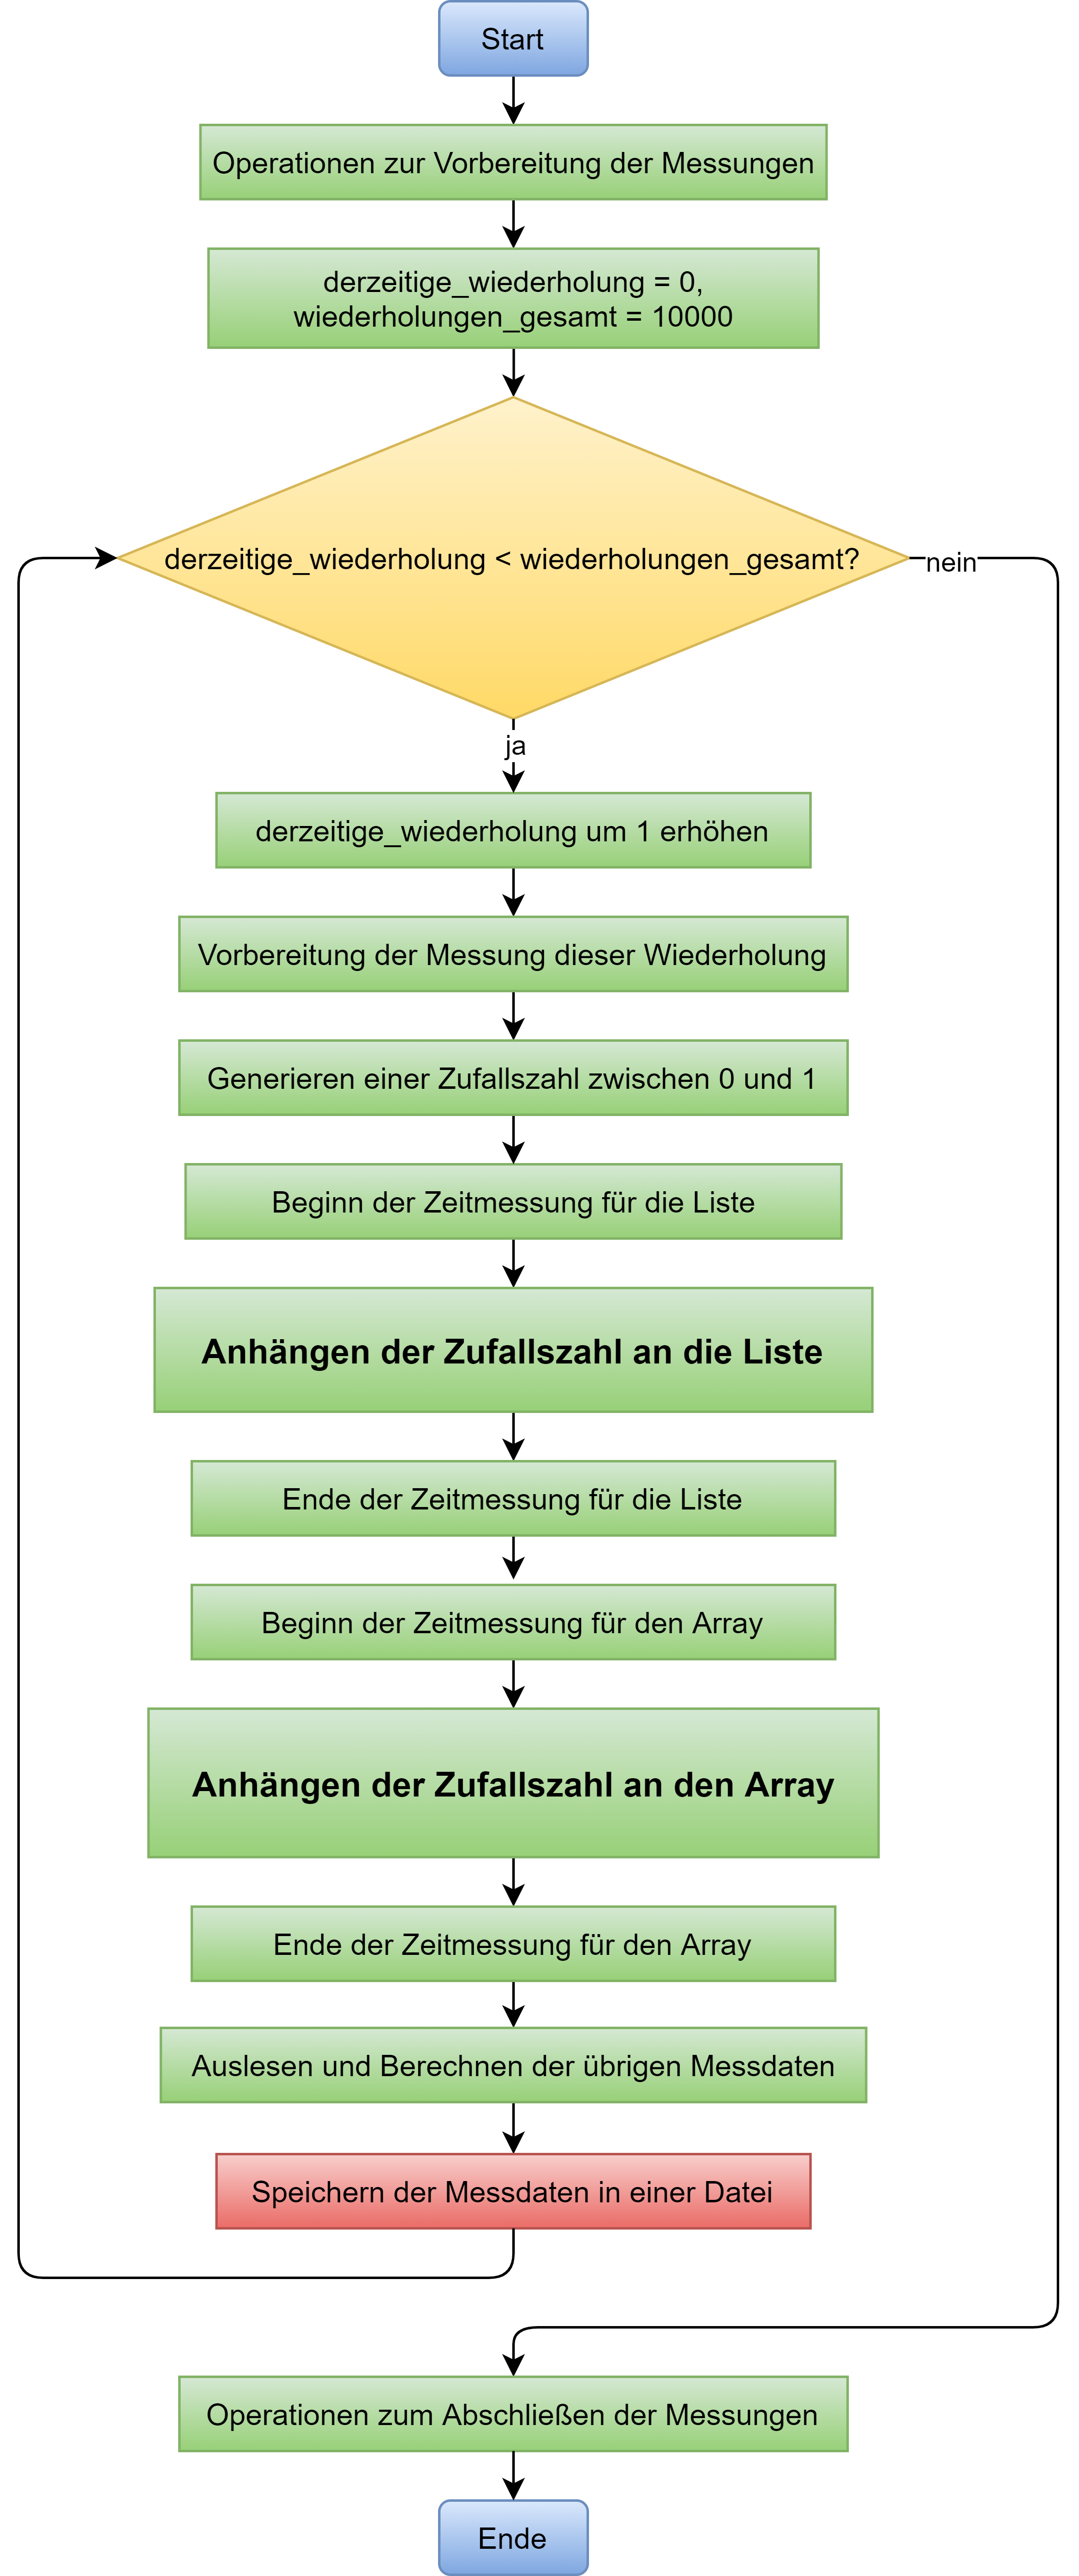 Start
Operationen zur Vorbereitung der Messungen
derzeitige_wiederholung = 0,
wiederholungen_gesamt = 10000
derzeitige_wiederholung < wiederholungen_gesamt?
nein
ja
derzeitige_wiederholung um 1 erhöhen
Vorbereitung der Messung dieser Wiederholung
Generieren einer Zufallszahl zwischen 0 und 1
Beginn der Zeitmessung für die Liste
Anhängen der Zufallszahl an die Liste
Ende der Zeitmessung für die Liste
Beginn der Zeitmessung für den Array
Anhängen der Zufallszahl an den Array
Ende der Zeitmessung für den Array
Auslesen und Berechnen der übrigen Messdaten
Speichern der Messdaten in einer Datei
Operationen zum Abschließen der Messungen
Ende